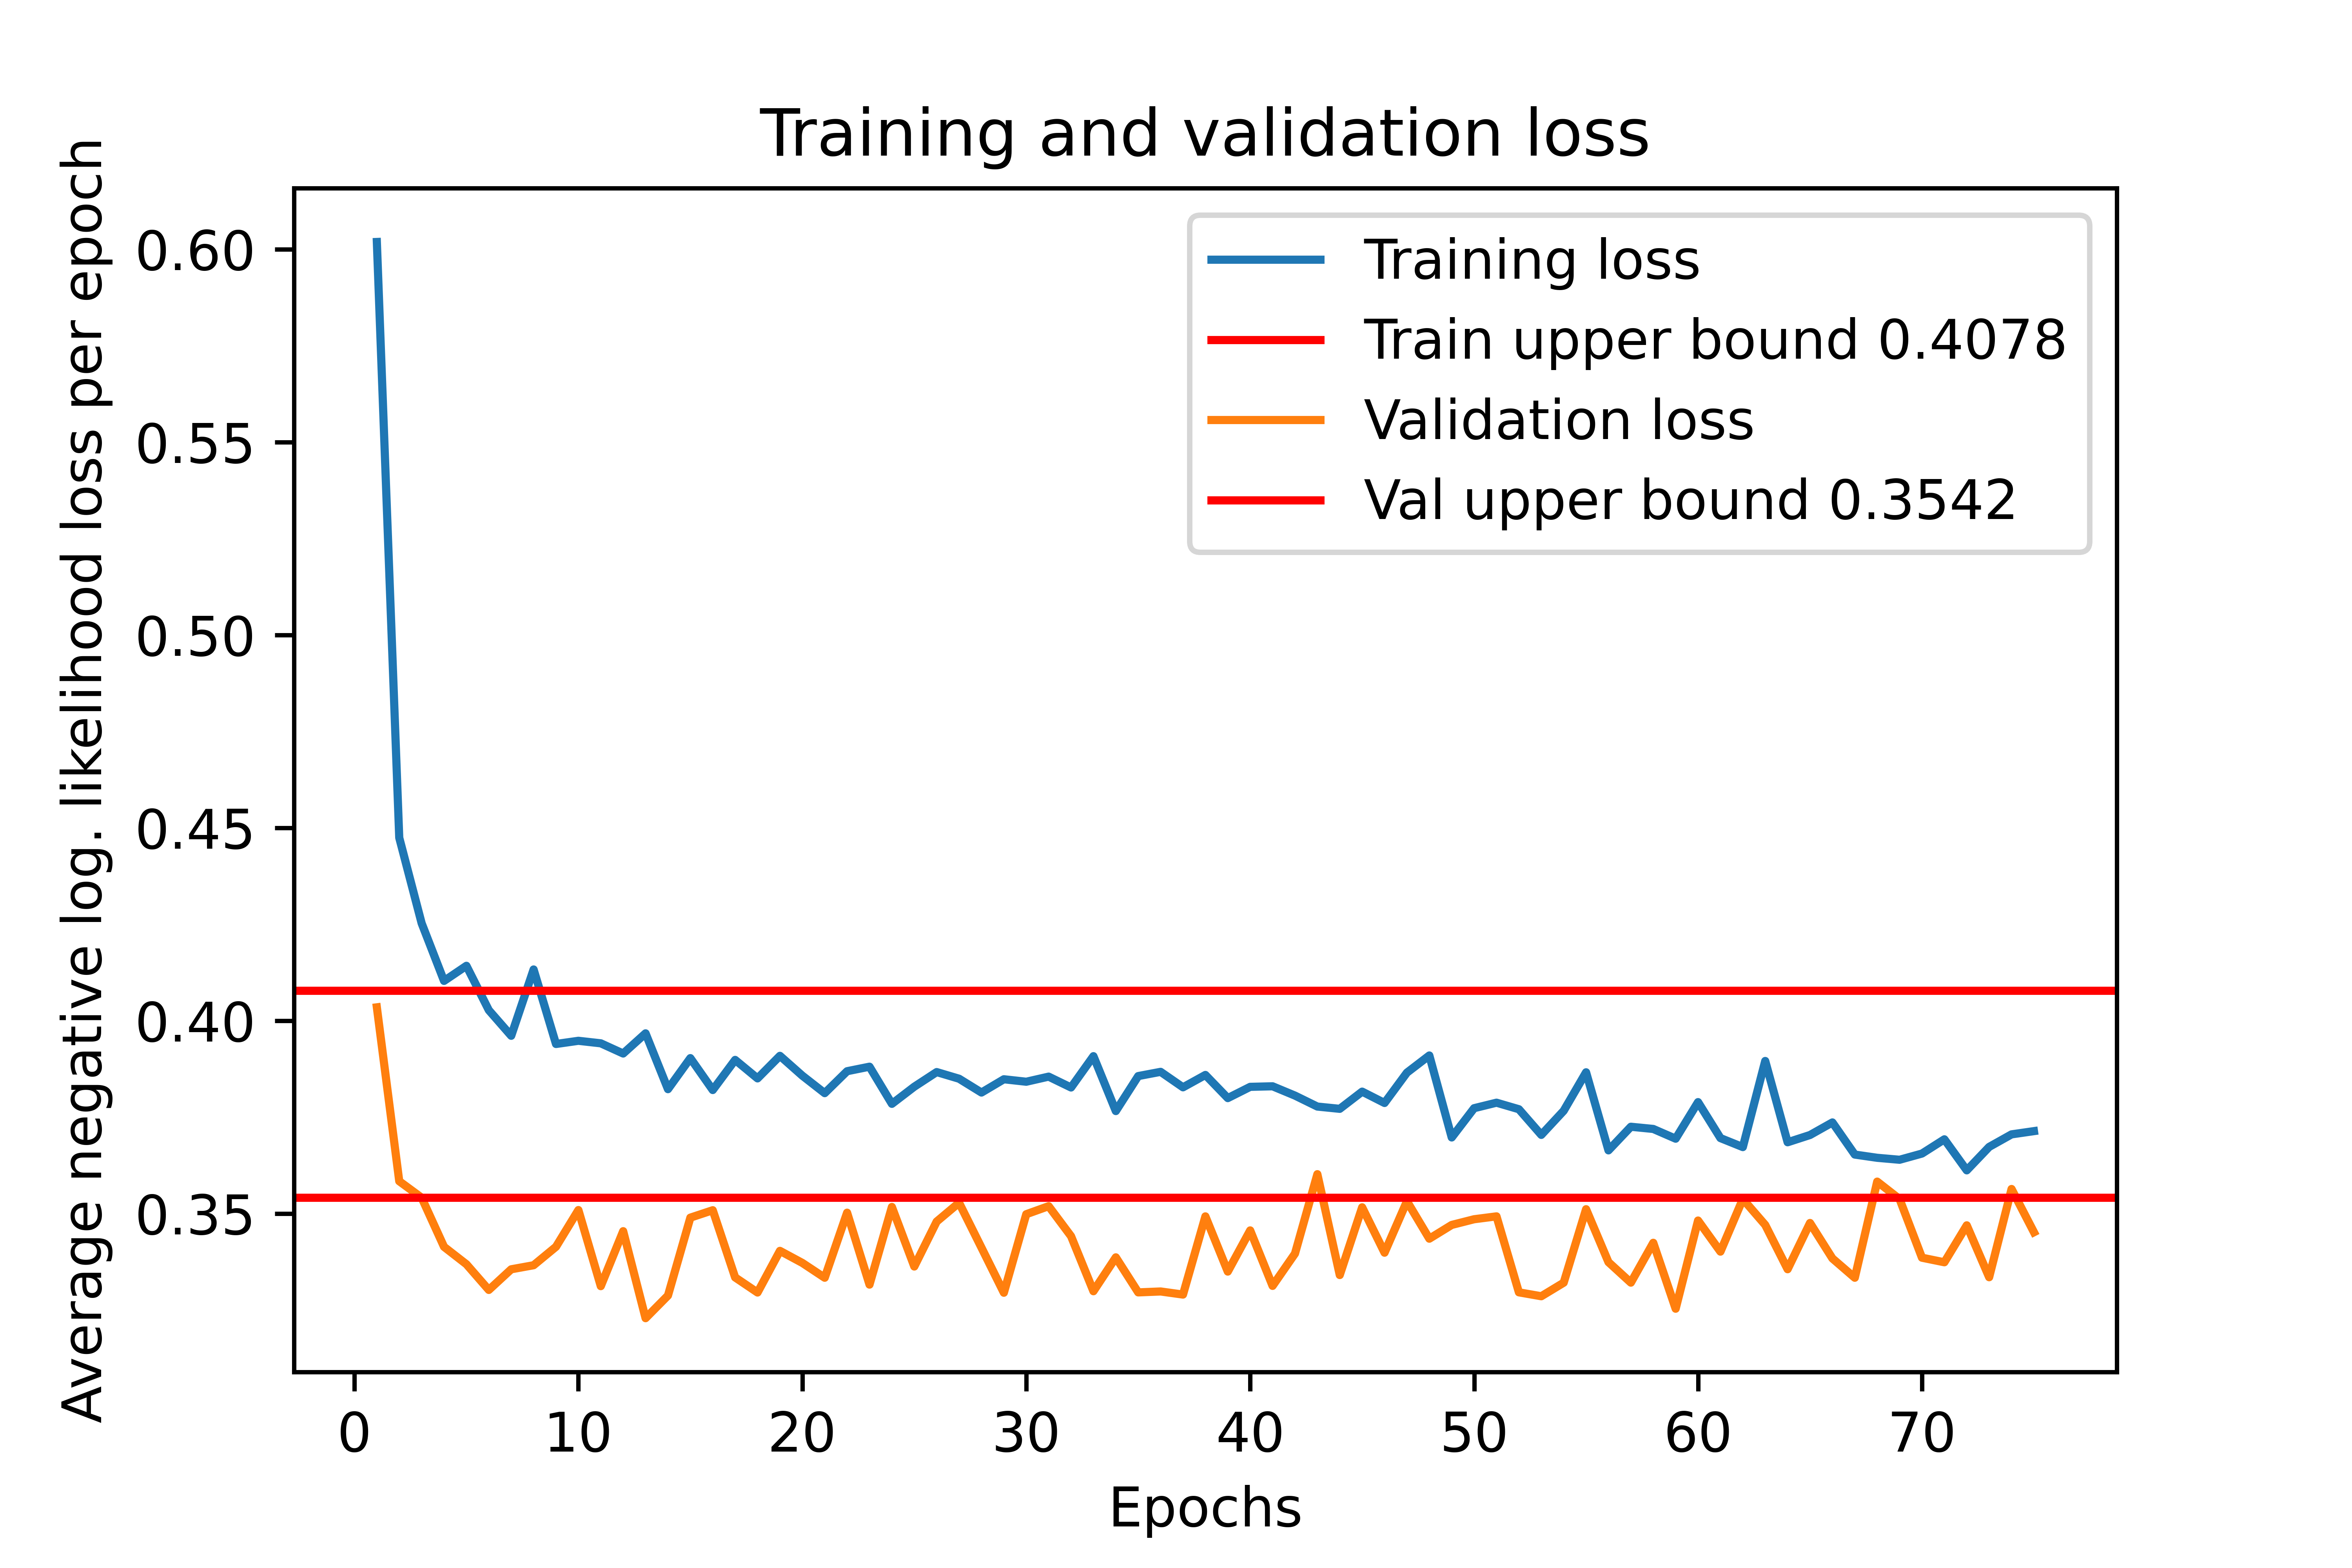 Training and validation loss
Average negative log. likelihood loss per epoch
0.60
0.55
0.50
0.45
0.40
0.35
Training loss
Train upper bound 0.4078
Validation loss
Val upper bound 0.3542
0 10 20 30 40 50 60 70
Epochs